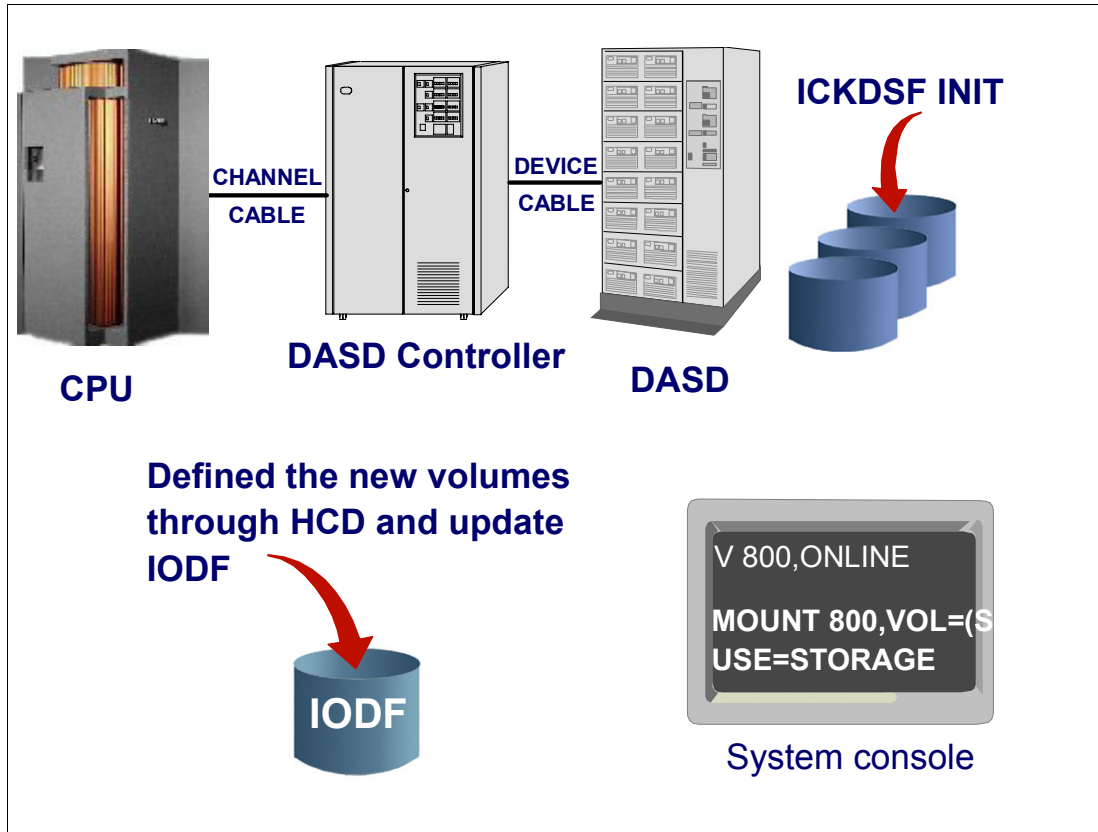 ICKDSF INIT
CHANNEL
CABLE
DEVICE
CABLE
CPU
DASD Controller
DASD
Defined the new volumes
through HCD and update
IODF
IODF
V 800,ONLINE
MOUNT 800,VOL=(S
USE=STORAGE
System console